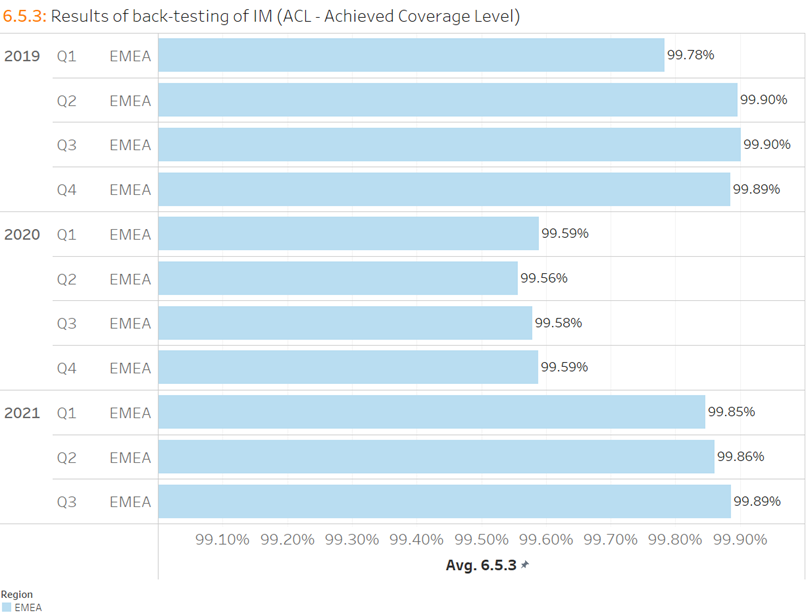 6.5.3: Results of back-testing of IM (ACL - Achieved Coverage Level)
2019 Q1 EMEA 99.78%
Q2 EMEA 99.90%
Q3 EMEA 99.90%
Q4 EMEA 99.89%
2020 Q1 EMEA 99.59%
Q2 EMEA 99.56%
Q3 EMEA 99.58%
Q4 EMEA 99.59%
2021 Q1 EMEA 99.85%
Q2 EMEA 99.86%
Q3 EMEA 99.89%
99.10% 99.20% 99.30% 99.40% 99.50% 99.60% 99.70% 99.80% 99.90%
Avg. 6.5.3
Region
EMEA